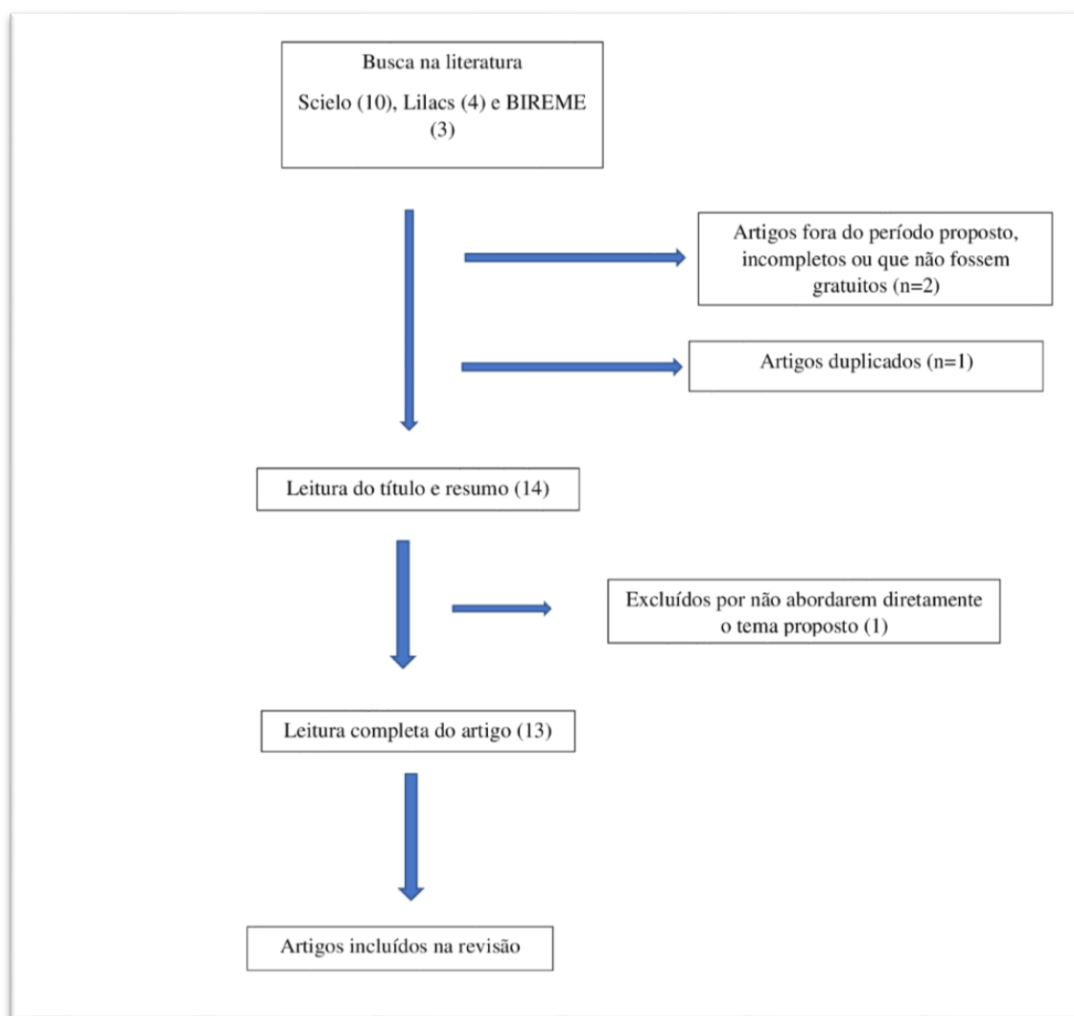 Busca na literatura
Scielo (10), Lilacs (4) e BIREME
(3)
Artigos fora do período proposto,
incompletos ou que não fossem
gratuitos (n=2)
Artigos duplicados (n=1)
Leitura do título e resumo (14)
Excluídos por não abordarem diretamente
o tema proposto (1)
Leitura completa do artigo (13)
Artigos incluídos na revisão